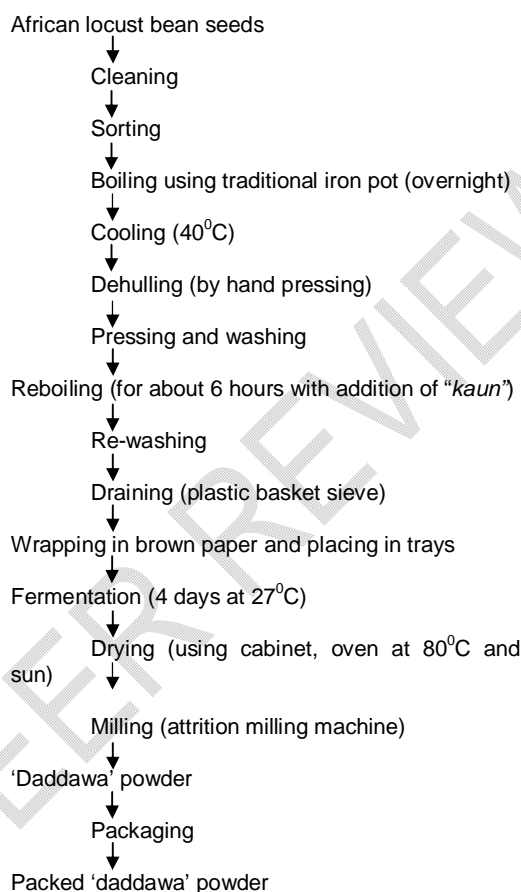 African locust bean seeds
Cleaning
Sorting
Boiling using traditional iron pot (overnight)
Cooling (40⁰C)
Dehulling (by hand pressing)
Pressing and washing
Reboiling (for about 6 hours with addition of “kaun”)
Re-washing
Draining (plastic basket sieve)
Wrapping in brown paper and placing in trays
Fermentation (4 days at 27⁰C)
Drying (using cabinet, oven at 80⁰C and
sun)
Milling (attrition milling machine)
‘Daddawa’ powder
Packaging
Packed ‘daddawa’ powder
EER REVIEW